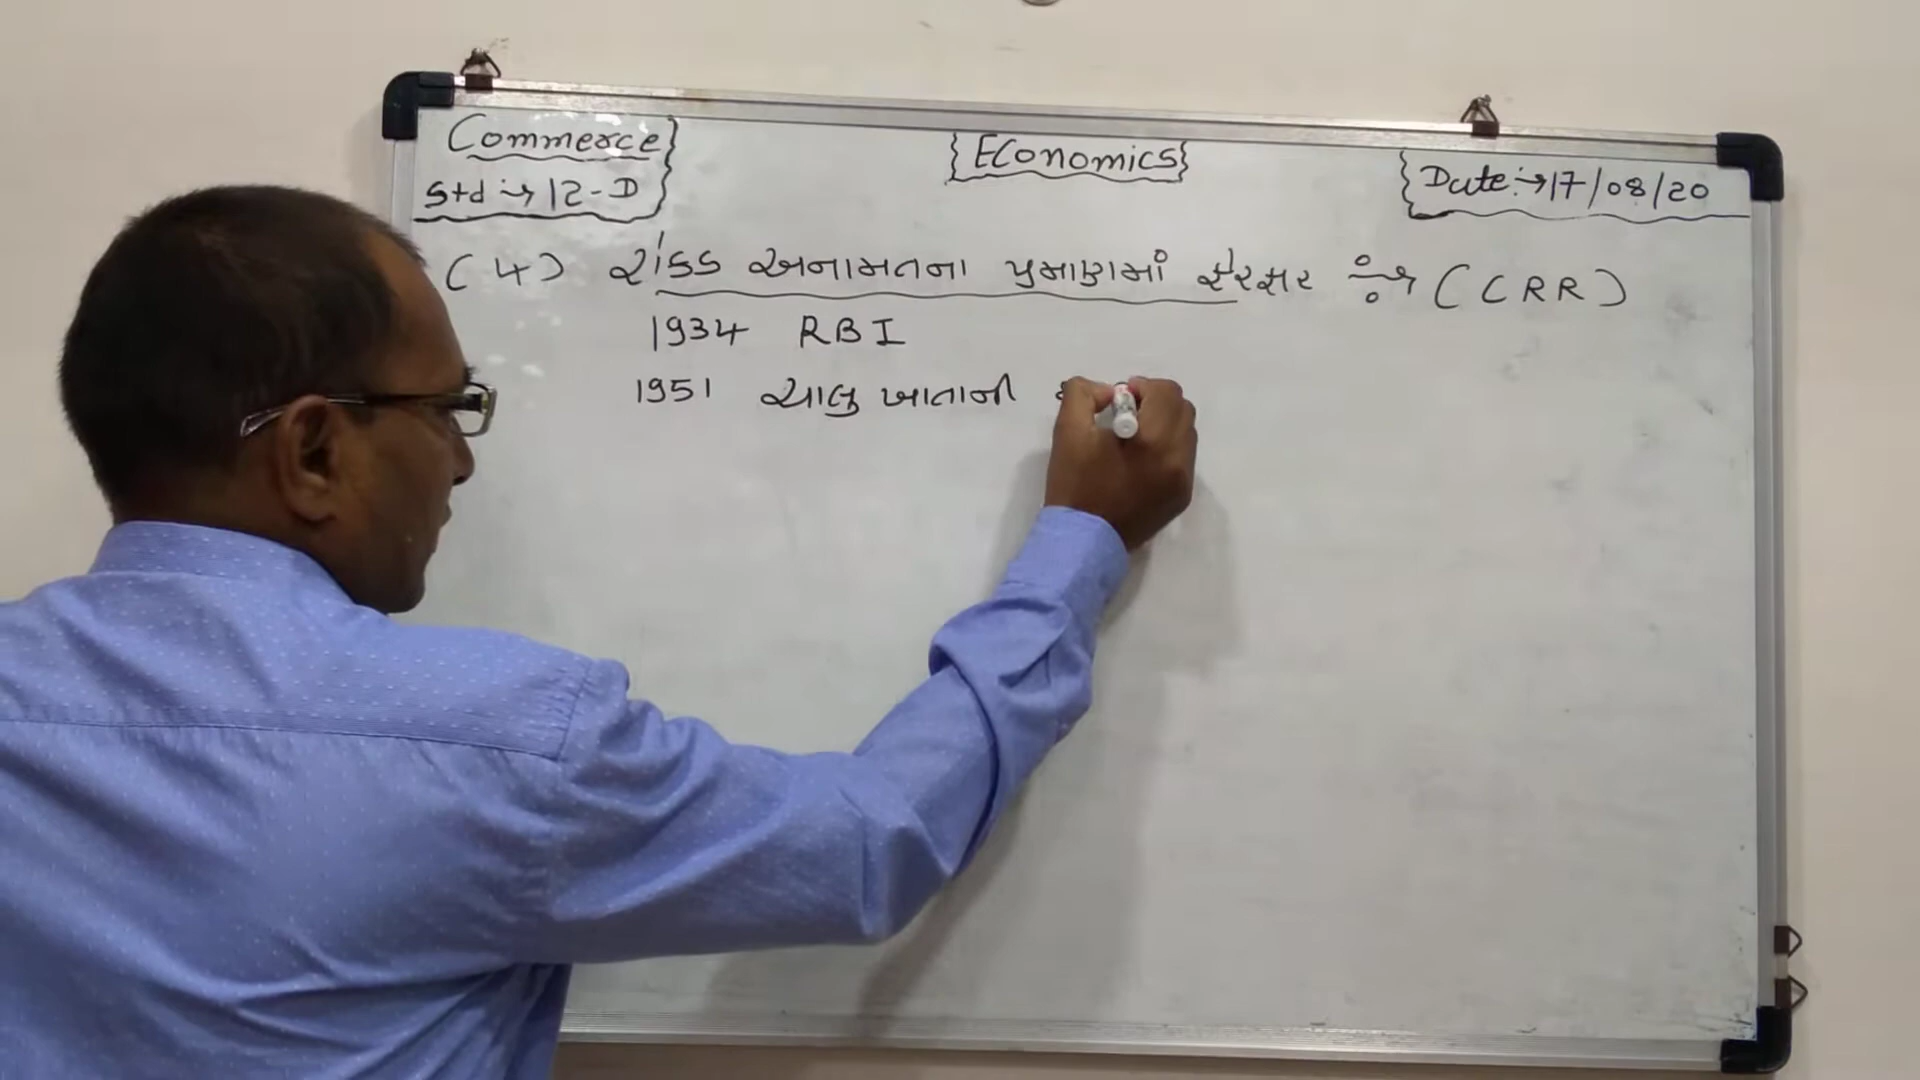 Commerce
Std :→ 12-D
Economics
Date :→ 17/08/20
(4) રોકડ અનામતના પ્રમાણમાં ફેરફાર ÷→ (CRR)
1934 RBI
1951 ચાલુ ખાતાની